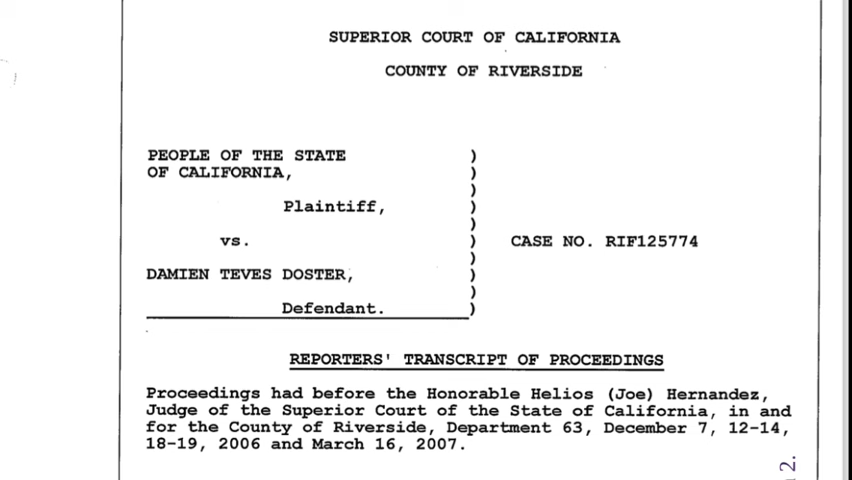 SUPERIOR COURT OF CALIFORNIA
COUNTY OF RIVERSIDE
PEOPLE OF THE STATE )
OF CALIFORNIA, )
)
Plaintiff, )
)
vs. ) CASE NO. RIF125774
)
DAMIEN TEVES DOSTER, )
)
Defendant. )
REPORTERS' TRANSCRIPT OF PROCEEDINGS
Proceedings had before the Honorable Helios (Joe) Hernandez,
Judge of the Superior Court of the State of California, in and
for the County of Riverside, Department 63, December 7, 12-14,
18-19, 2006 and March 16, 2007.
2.